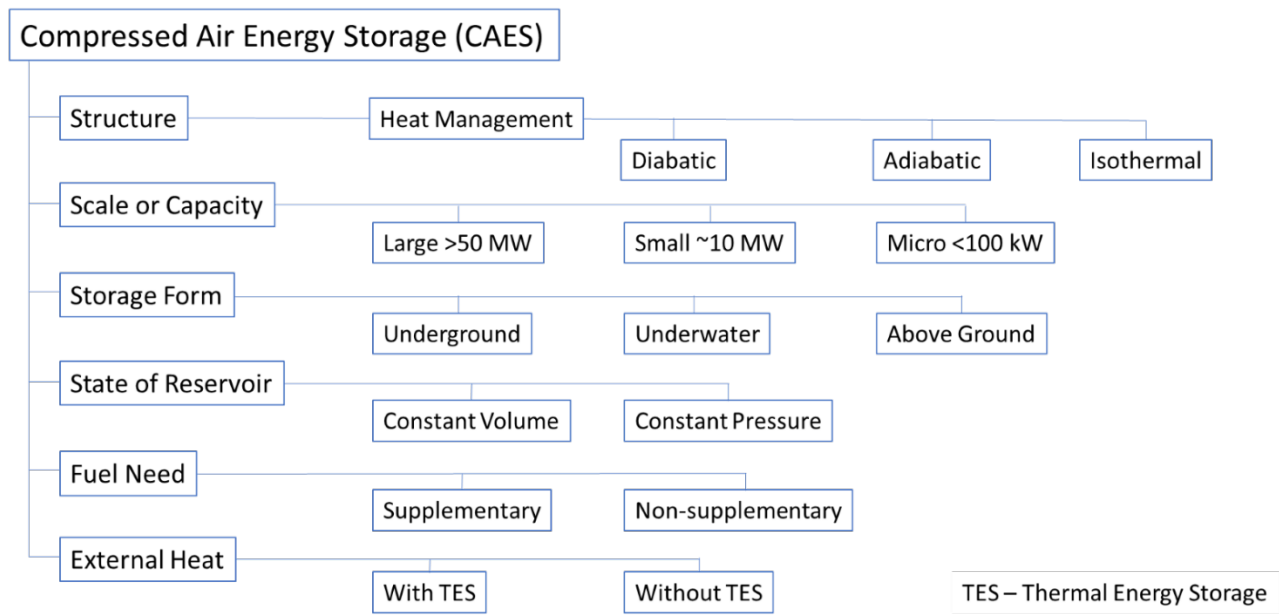 Compressed Air Energy Storage (CAES)
Structure
Heat Management
Diabatic
Adiabatic
Isothermal
Scale or Capacity
Large >50 MW
Small ~10 MW
Micro <100 kW
Storage Form
Underground
Underwater
Above Ground
State of Reservoir
Constant Volume
Constant Pressure
Fuel Need
Supplementary
Non-supplementary
External Heat
With TES
Without TES
TES – Thermal Energy Storage